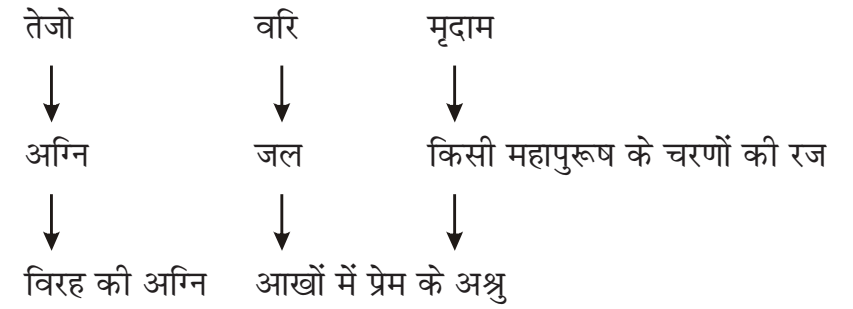 तेजो वरि मृदाम
अग्नि जल किसी महापुरूष के चरणों की रज
विरह की अग्नि आखों में प्रेम के अश्रु